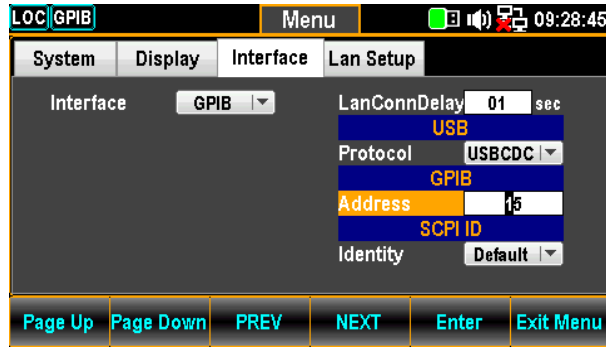 LOC GPIB Menu 09:28:45
System Display Interface Lan Setup
Interface GPIB LanConnDelay 01 sec
USB
Protocol USBCDC
GPIB
Address 15
SCPI ID
Identity Default
Page Up Page Down PREV NEXT Enter Exit Menu